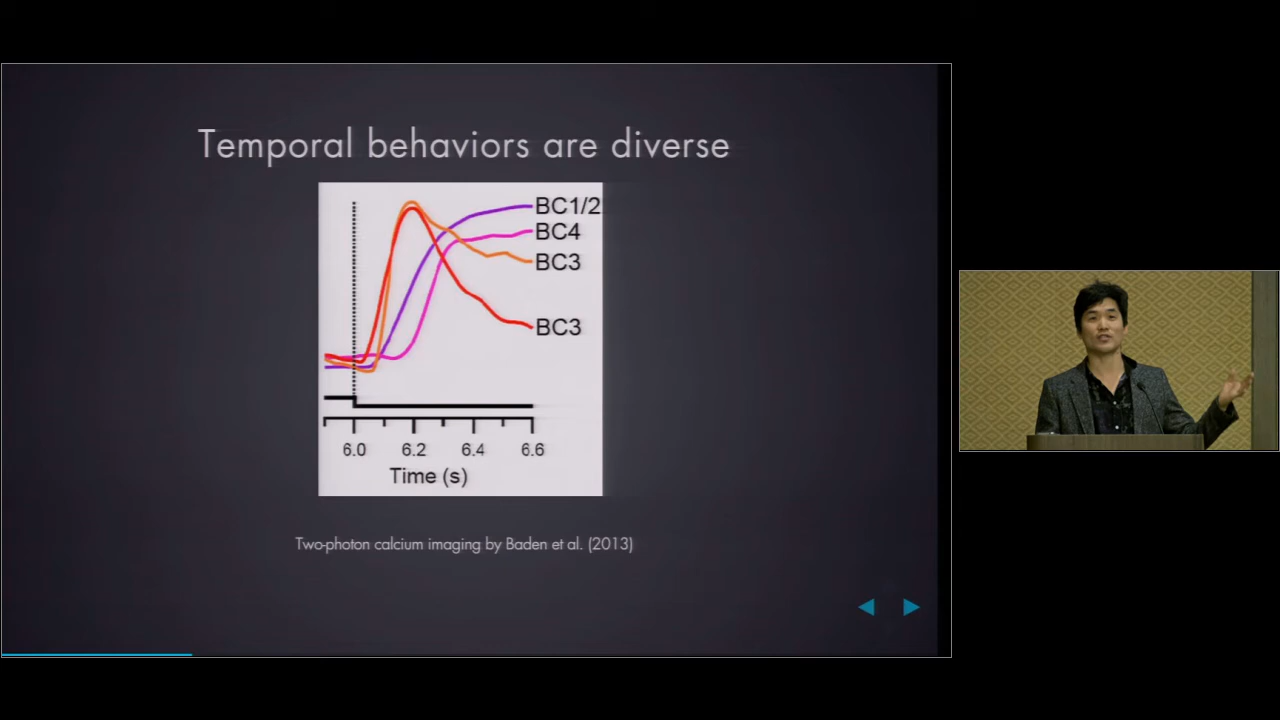 Temporal behaviors are diverse
BC1/2
BC4
BC3
BC3
6.0 6.2 6.4 6.6
Time (s)
Two-photon calcium imaging by Baden et al. (2013)